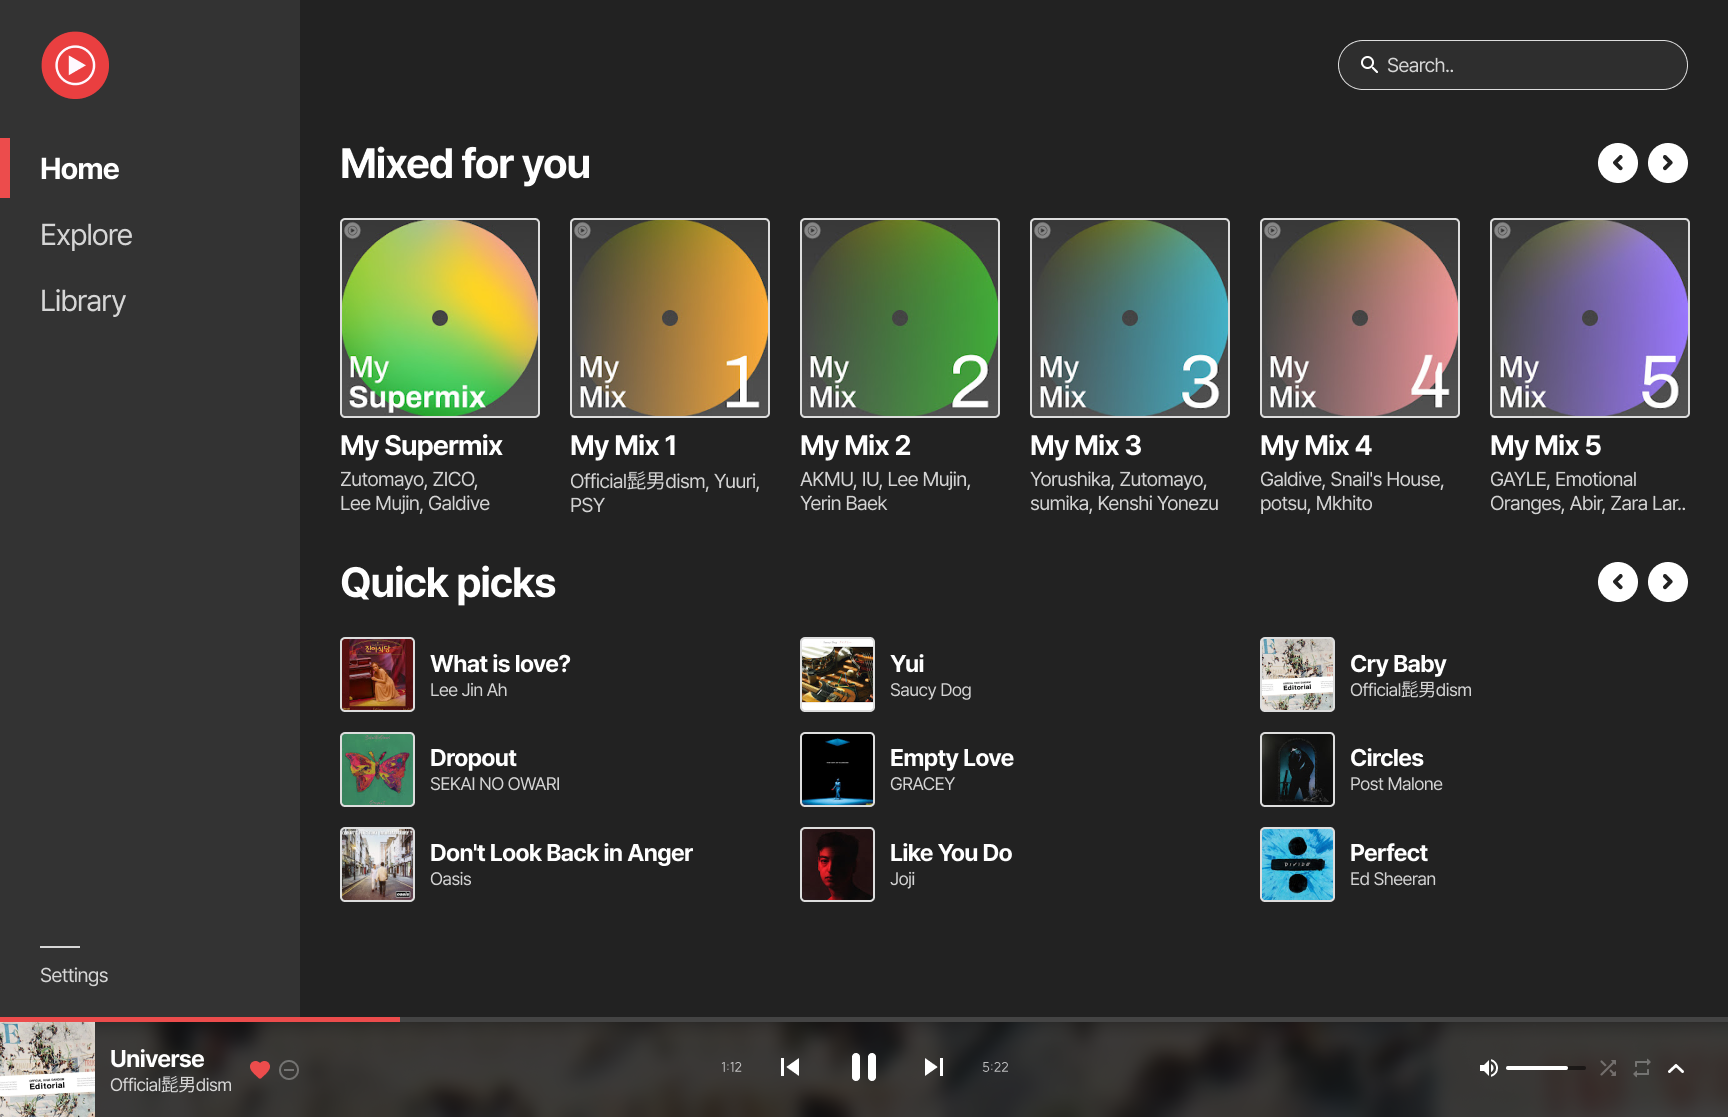 Search..
Home
Explore
Library
Settings
Mixed for you
My
Supermix
My
Mix
1
My
Mix
2
My
Mix
3
My
Mix
4
My
Mix
5
My Supermix
Zutomayo, ZICO,
Lee Mujin, Galdive
My Mix 1
Official髭男dism, Yuuri,
PSY
My Mix 2
AKMU, IU, Lee Mujin,
Yerin Baek
My Mix 3
Yorushika, Zutomayo,
sumika, Kenshi Yonezu
My Mix 4
Galdive, Snail's House,
potsu, Mkhito
My Mix 5
GAYLE, Emotional
Oranges, Abir, Zara Lar..
Quick picks
What is love?
Lee Jin Ah
Yui
Saucy Dog
E
Editorial
Cry Baby
Official髭男dism
Dropout
SEKAI NO OWARI
Empty Love
GRACEY
Circles
Post Malone
oasis
Don't Look Back in Anger
Oasis
Like You Do
Joji
DIVIDE
Perfect
Ed Sheeran
E
Editorial
Universe
Official髭男dism
1:12
5:22